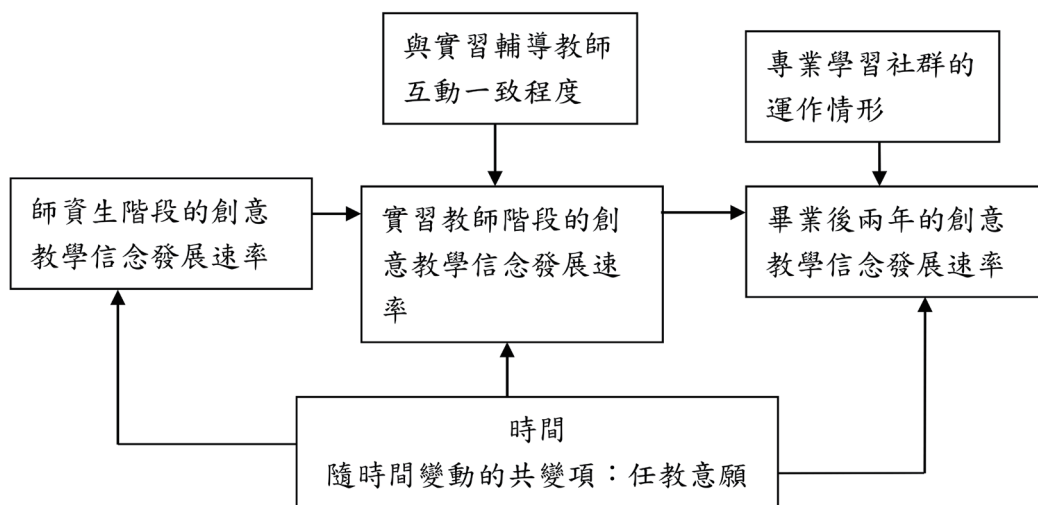 與實習輔導教師
互動一致程度
專業學習社群的
運作情形
師資生階段的創意
教學信念發展速率
實習教師階段的創
意教學信念發展速
率
畢業後兩年的創意
教學信念發展速率
時間
隨時間變動的共變項：任教意願